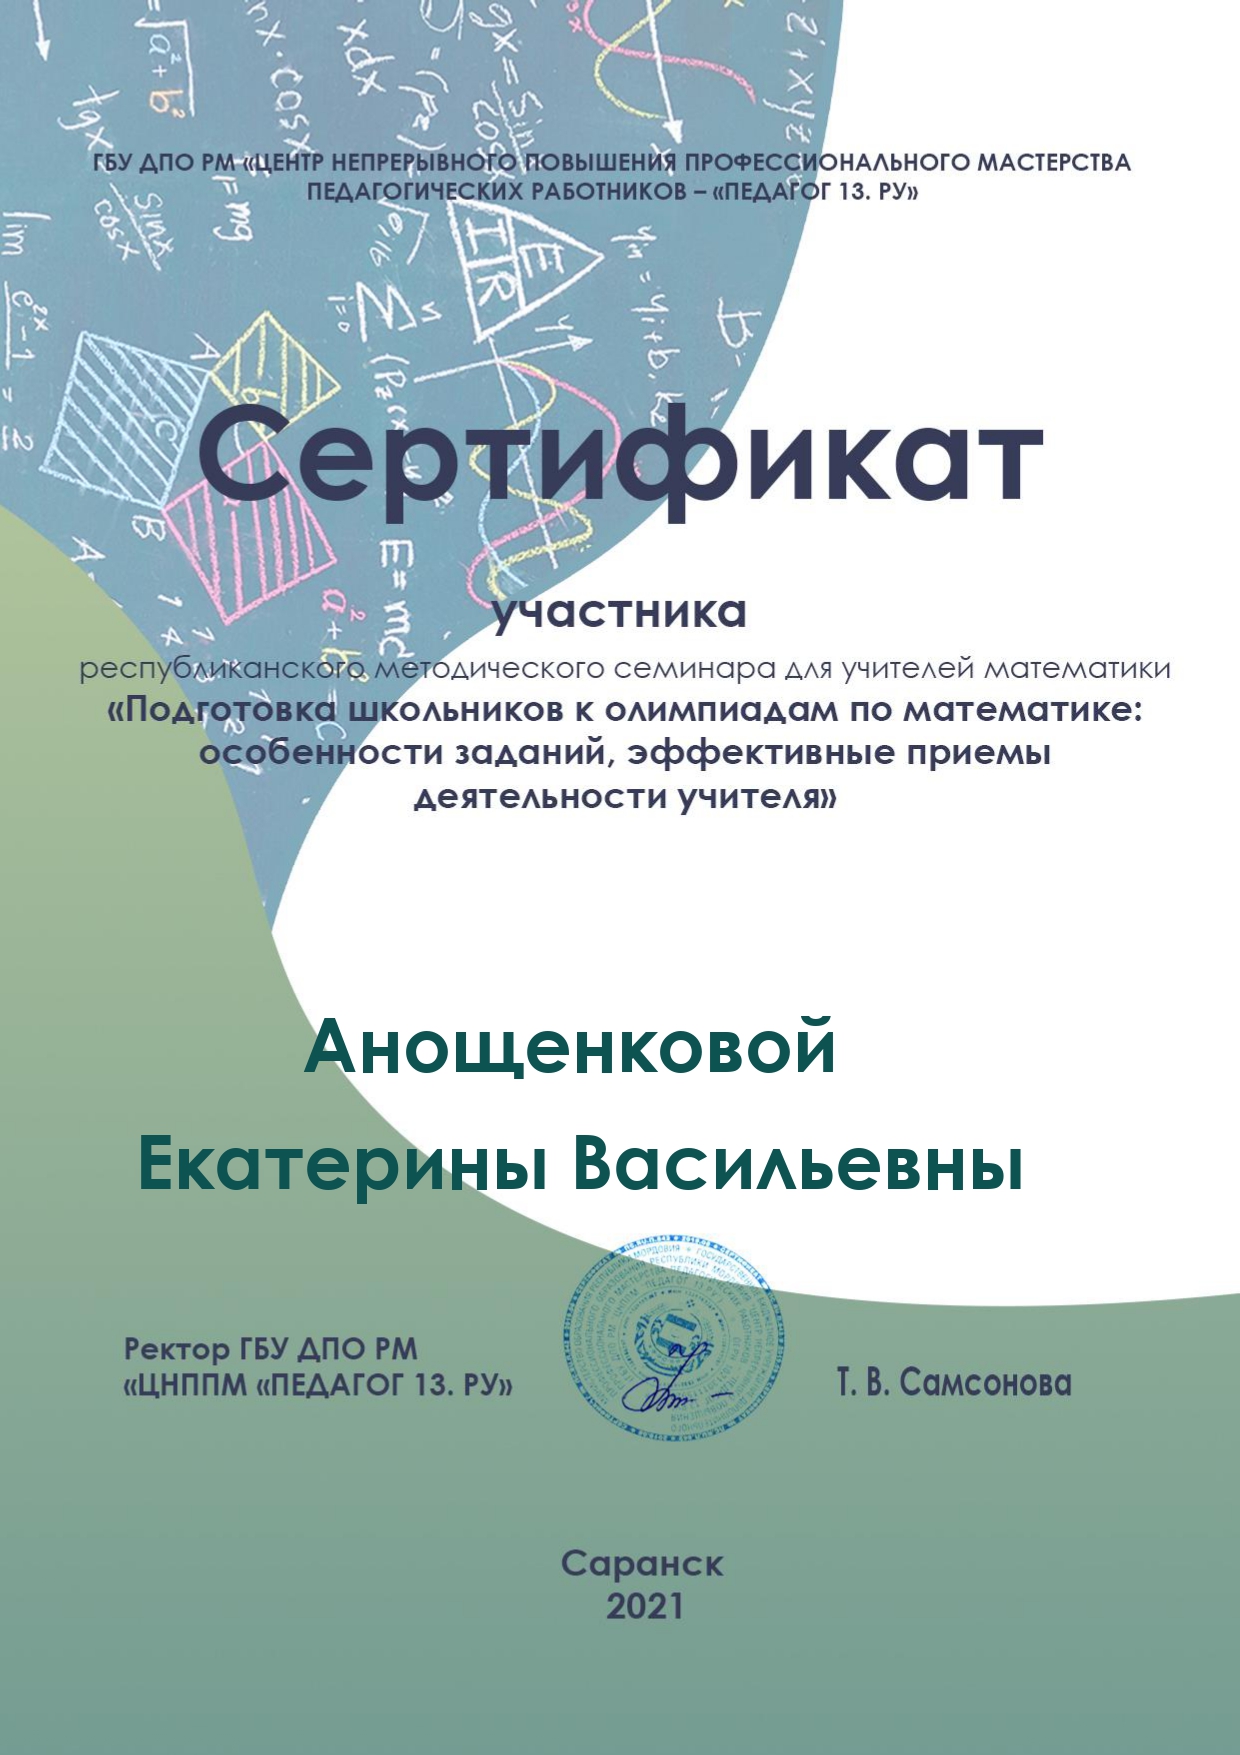 ГБУ ДПО РМ «ЦЕНТР НЕПРЕРЫВНОГО ПОВЫШЕНИЯ ПРОФЕССИОНАЛЬНОГО МАСТЕРСТВА
ПЕДАГОГИЧЕСКИХ РАБОТНИКОВ – «ПЕДАГОГ 13. РУ»
Сертификат
участника
республиканского методического семинара для учителей математики
«Подготовка школьников к олимпиадам по математике:
особенности заданий, эффективные приемы
деятельности учителя»
Анощенковой
Екатерины Васильевны
Ректор ГБУ ДПО РМ
«ЦНППМ «ПЕДАГОГ 13. РУ»
Т. В. Самсонова
Саранск
2021